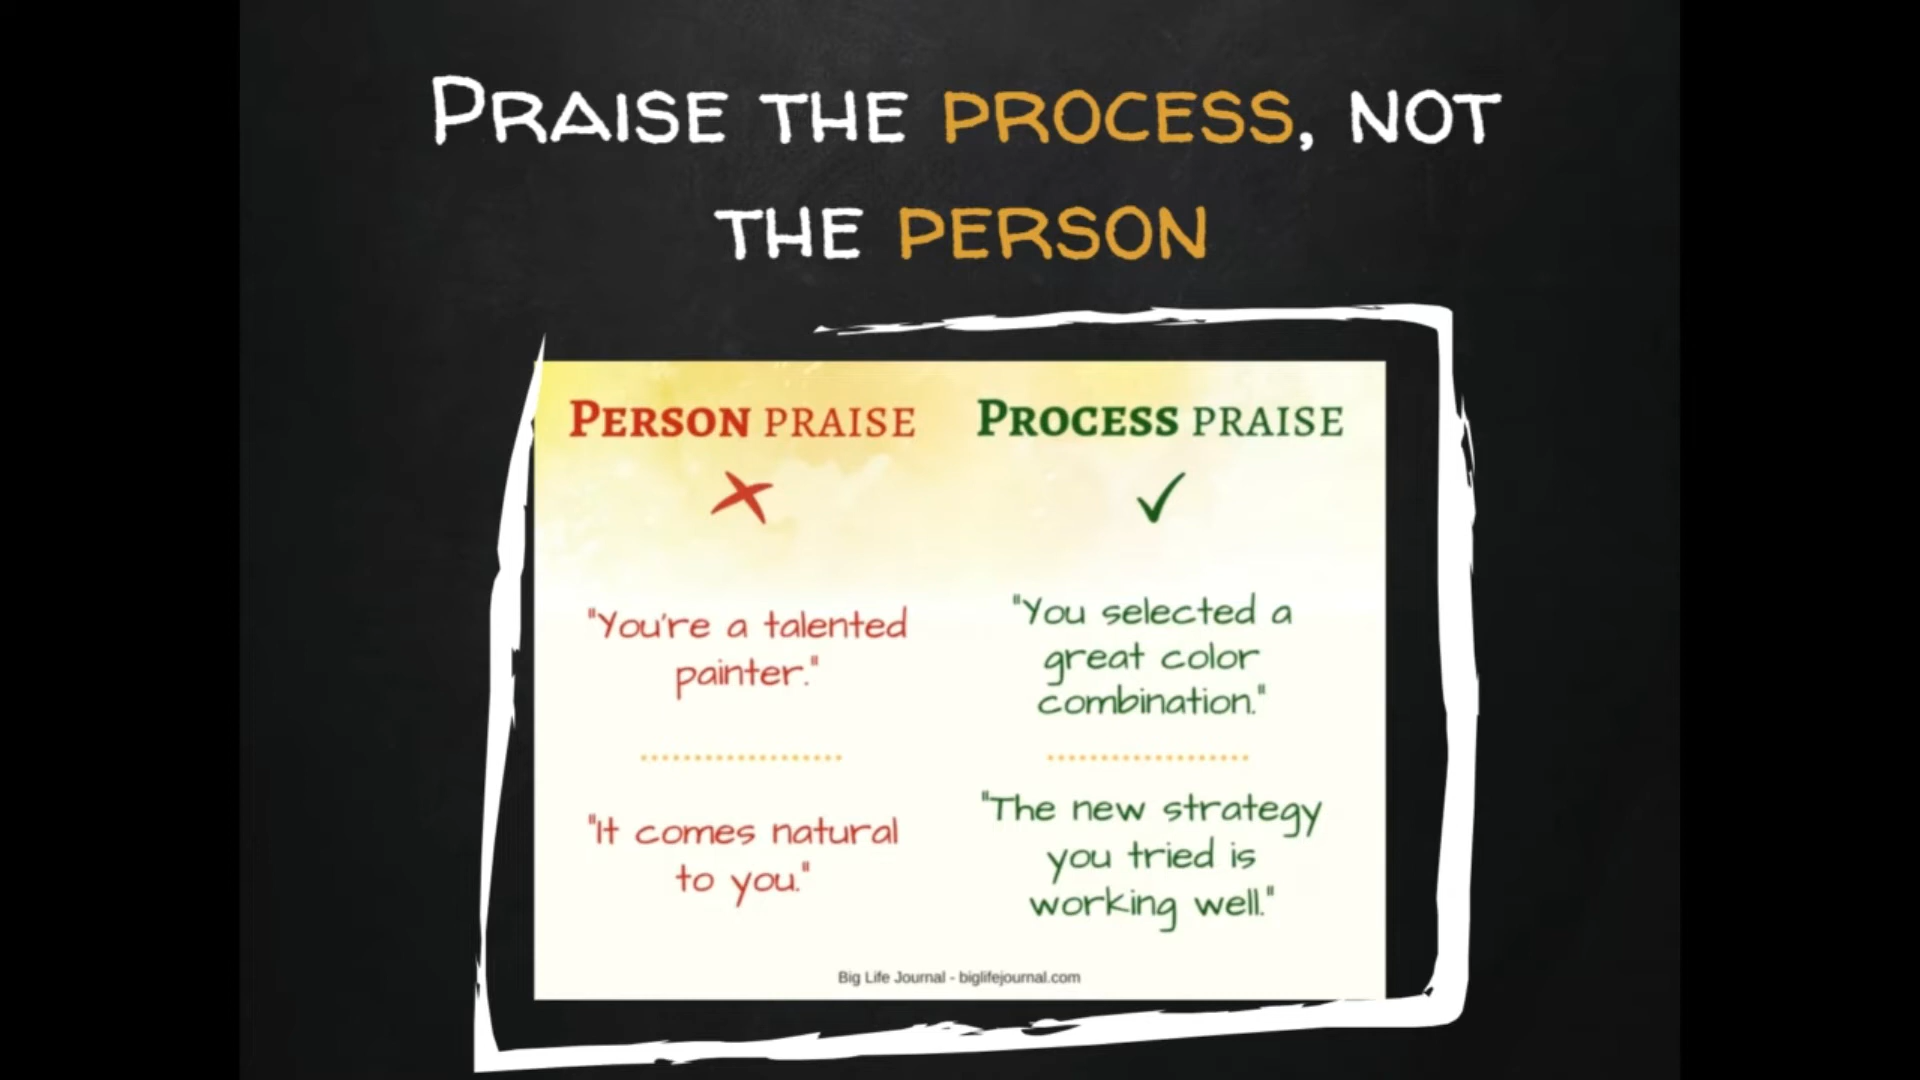 PRAISE THE PROCESS, NOT
THE PERSON
PERSON PRAISE
PROCESS PRAISE
"You're a talented
painter."
"You selected a
great color
combination."
"It comes natural
to you."
"The new strategy
you tried is
working well."
Big Life Journal - biglifejournal.com